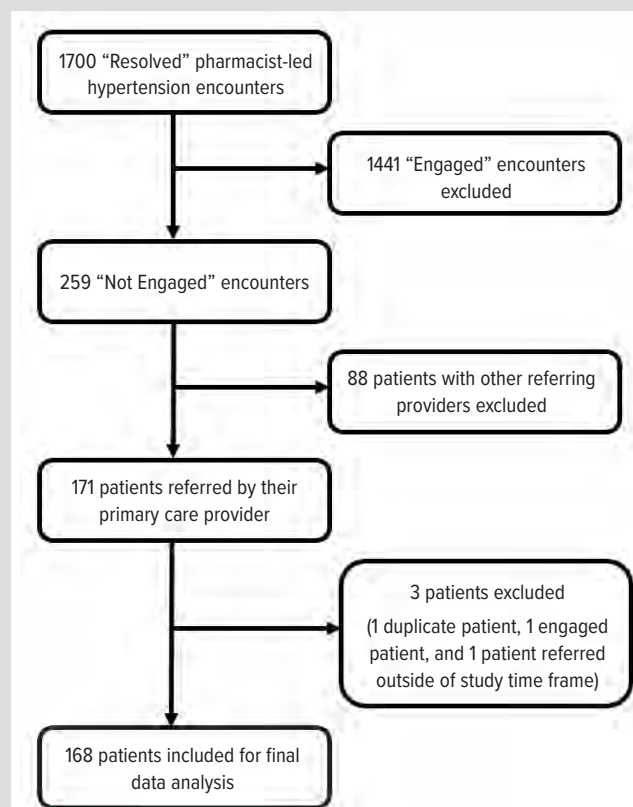 1700 “Resolved” pharmacist-led
hypertension encounters
1441 “Engaged” encounters
excluded
259 “Not Engaged” encounters
88 patients with other referring
providers excluded
171 patients referred by their
primary care provider
3 patients excluded
(1 duplicate patient, 1 engaged
patient, and 1 patient referred
outside of study time frame)
168 patients included for final
data analysis